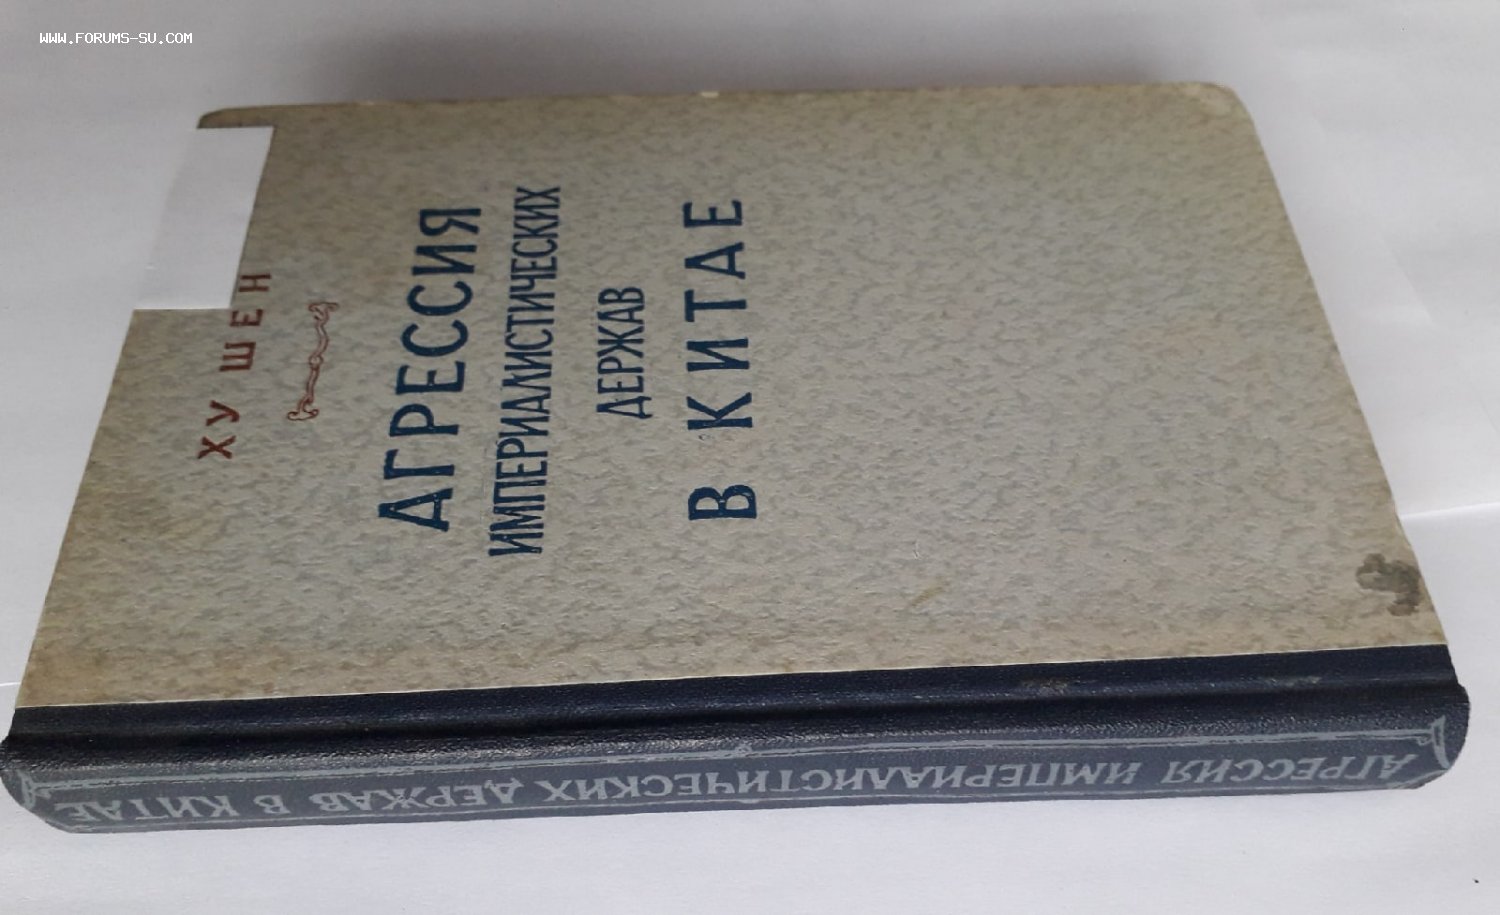 WWW.FORUMS-SU.COM
ХУ ШЕН
АГРЕССИЯ
ИМПЕРИАЛИСТИЧЕСКИХ
ДЕРЖАВ
В КИТАЕ
АГРЕССИЯ ИМПЕРИАЛИСТИЧЕСКИХ ДЕРЖАВ В КИТАЕ